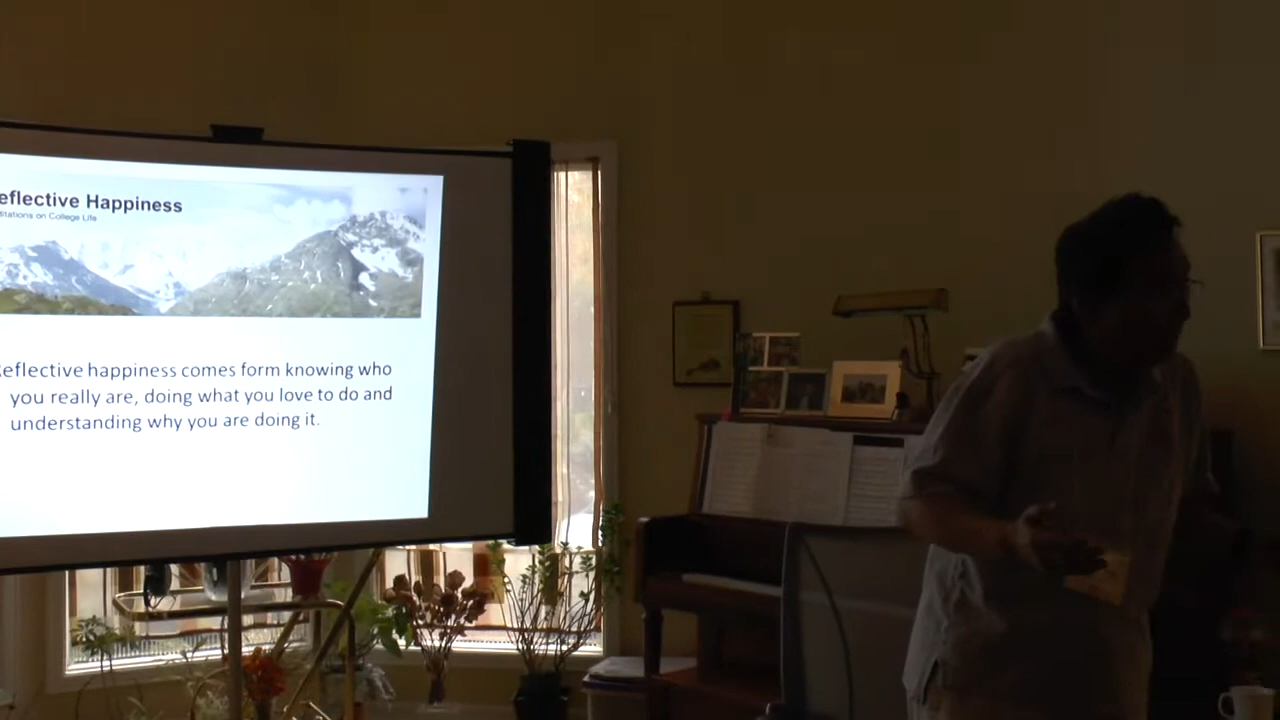 eflective Happiness
itations on College Life
eflective happiness comes form knowing who
you really are, doing what you love to do and
understanding why you are doing it.